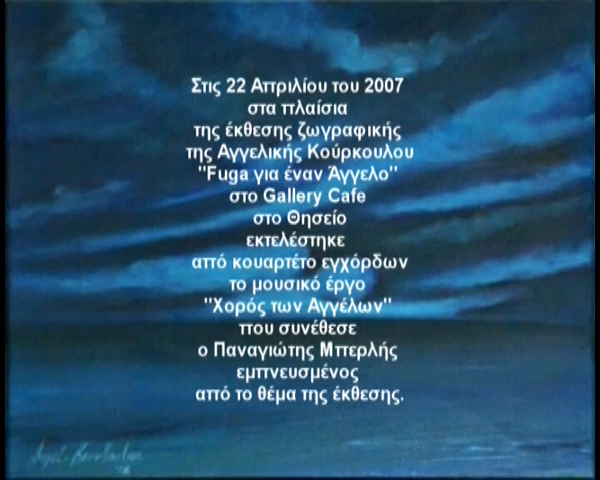 Στις 22 Απριλίου του 2007
στα πλαίσια
της έκθεσης ζωγραφικής
της Αγγελικής Κούρκουλου
"Fuga για έναν Άγγελο"
στο Gallery Cafe
στο Θησείο
εκτελέστηκε
από κουαρτέτο εγχόρδων
το μουσικό έργο
"Χορός των Αγγέλων"
που συνέθεσε
ο Παναγιώτης Μπερλής
εμπνευσμένος
από το θέμα της έκθεσης.